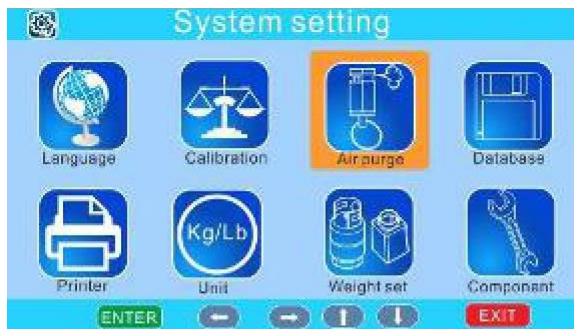 System setting
Language Calibration Air purge Database
Kg/Lb
Printer Unit Weight set Component
ENTER EXIT